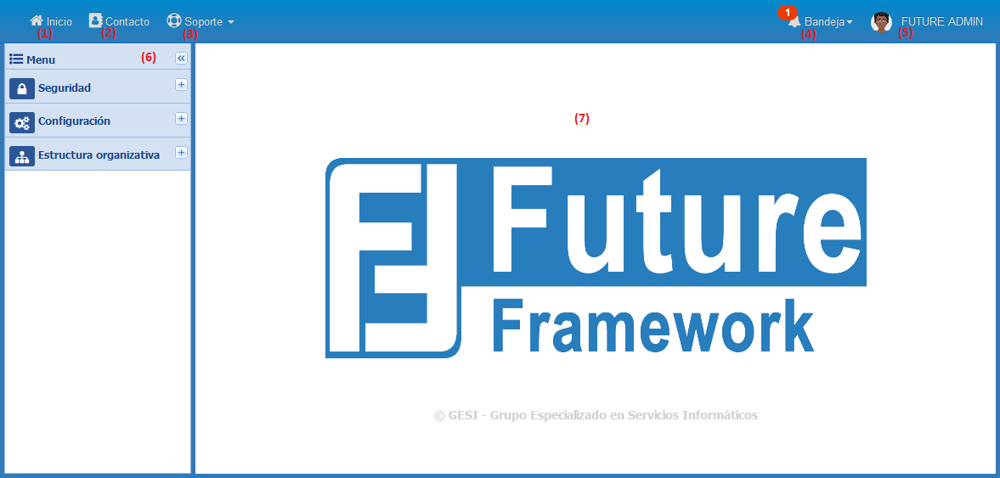 Inicio Contacto Soporte 1 Bandeja FUTURE ADMIN
(1) (2) (3) (4) (5)
Menu (6)
Seguridad
Configuración
Estructura organizativa
(7)
Future
Framework
© GESI - Grupo Especializado en Servicios Informáticos